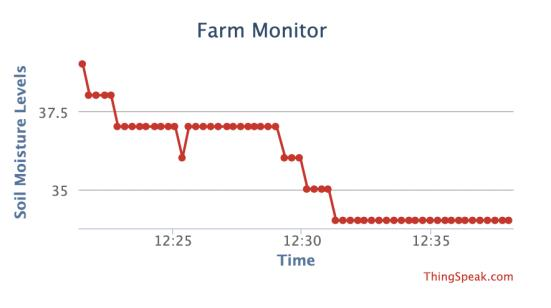 Farm Monitor
Soil Moisture Levels
37.5
35
12:25 12:30 12:35
Time
ThingSpeak.com